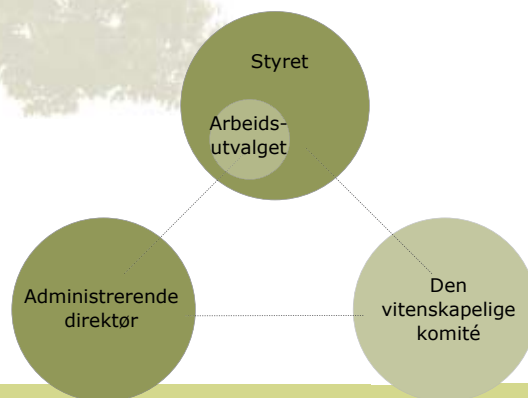 Styret
Arbeids-
utvalget
Administrerende
direktør
Den
vitenskapelige
komité